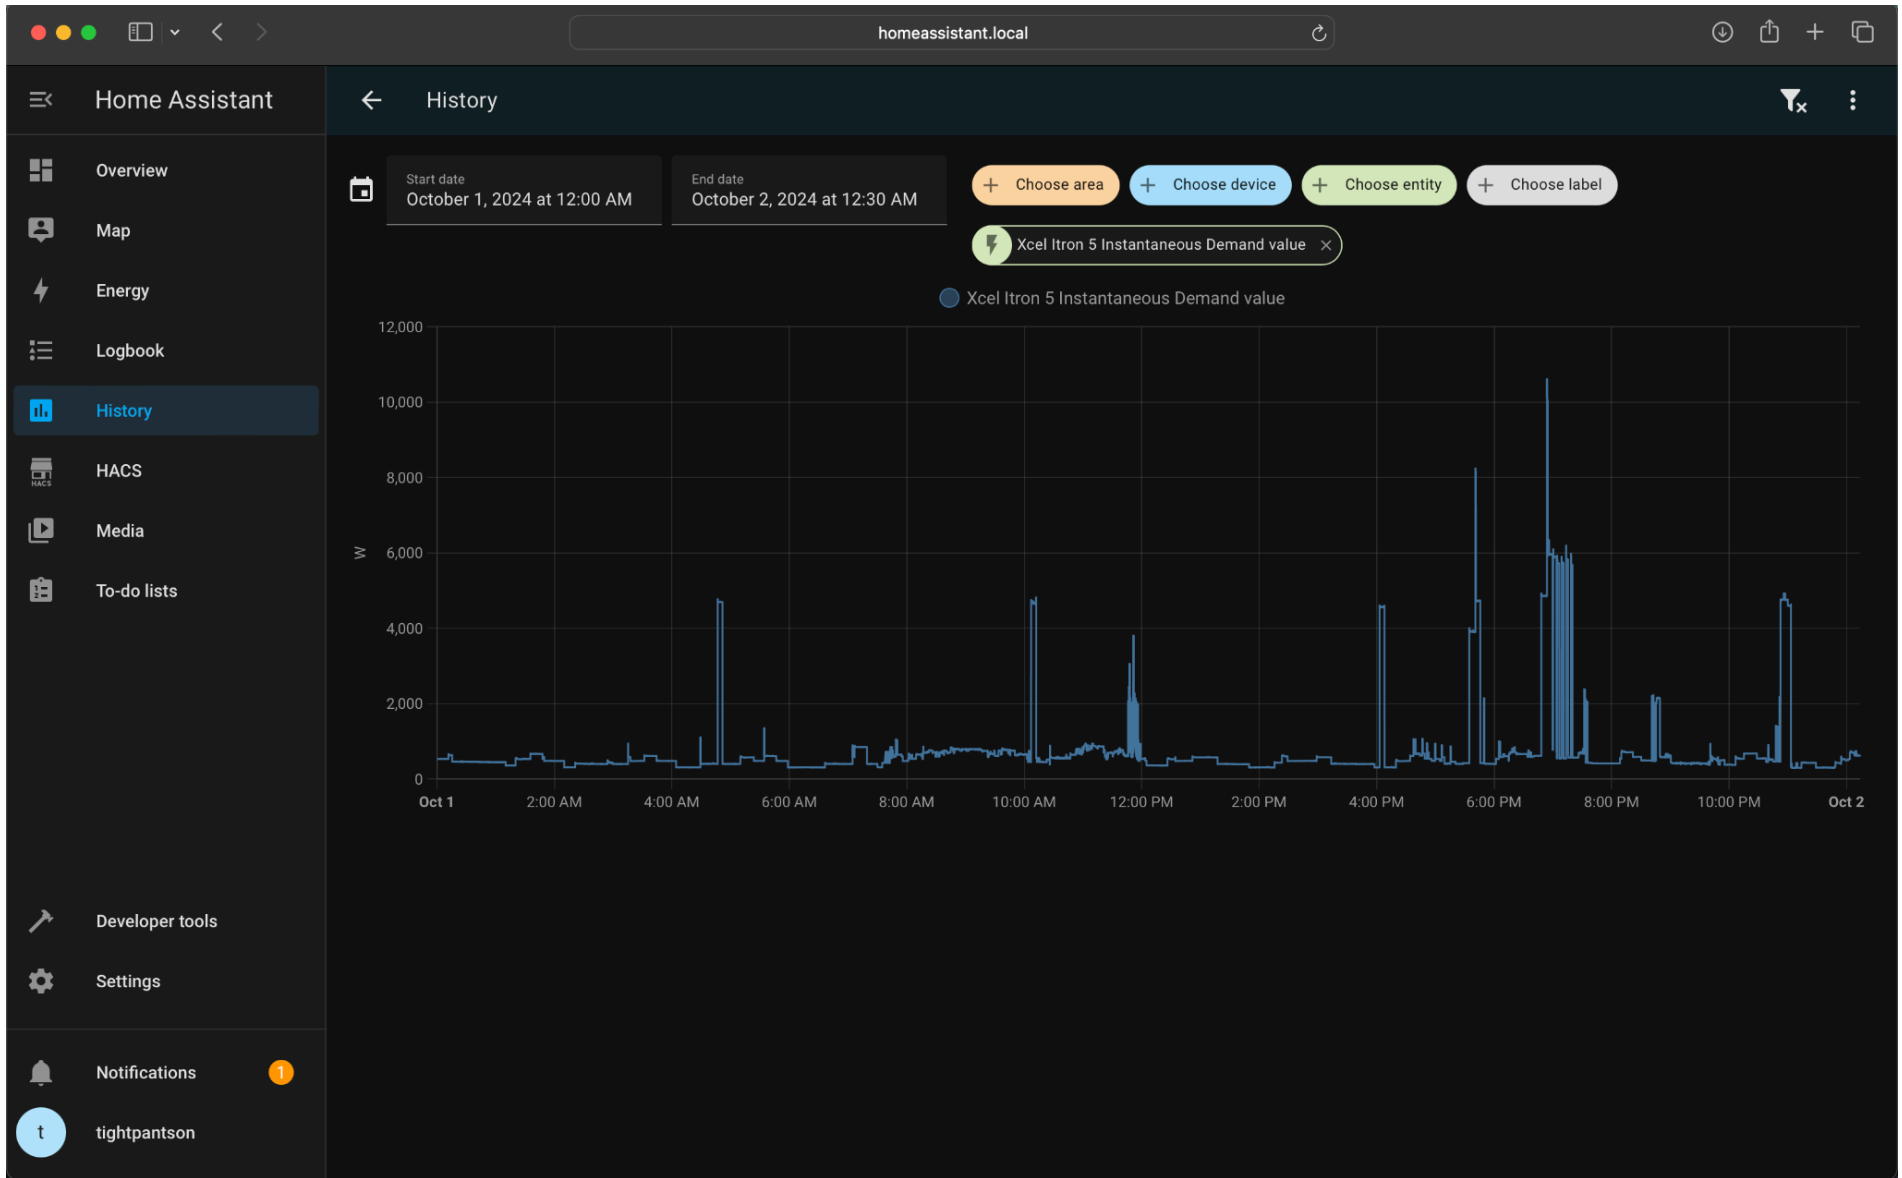 homeassistant.local
Home Assistant
History
Overview
Map
Energy
Logbook
History
HACS
HACS
Media
To-do lists
Developer tools
Settings
Notifications
1
t
tightpantson
Start date
October 1, 2024 at 12:00 AM
End date
October 2, 2024 at 12:30 AM
Choose area
Choose device
Choose entity
Choose label
Xcel Itron 5 Instantaneous Demand value
Xcel Itron 5 Instantaneous Demand value
12,000
10,000
8,000
W
6,000
4,000
2,000
0
Oct 1
2:00 AM
4:00 AM
6:00 AM
8:00 AM
10:00 AM
12:00 PM
2:00 PM
4:00 PM
6:00 PM
8:00 PM
10:00 PM
Oct 2